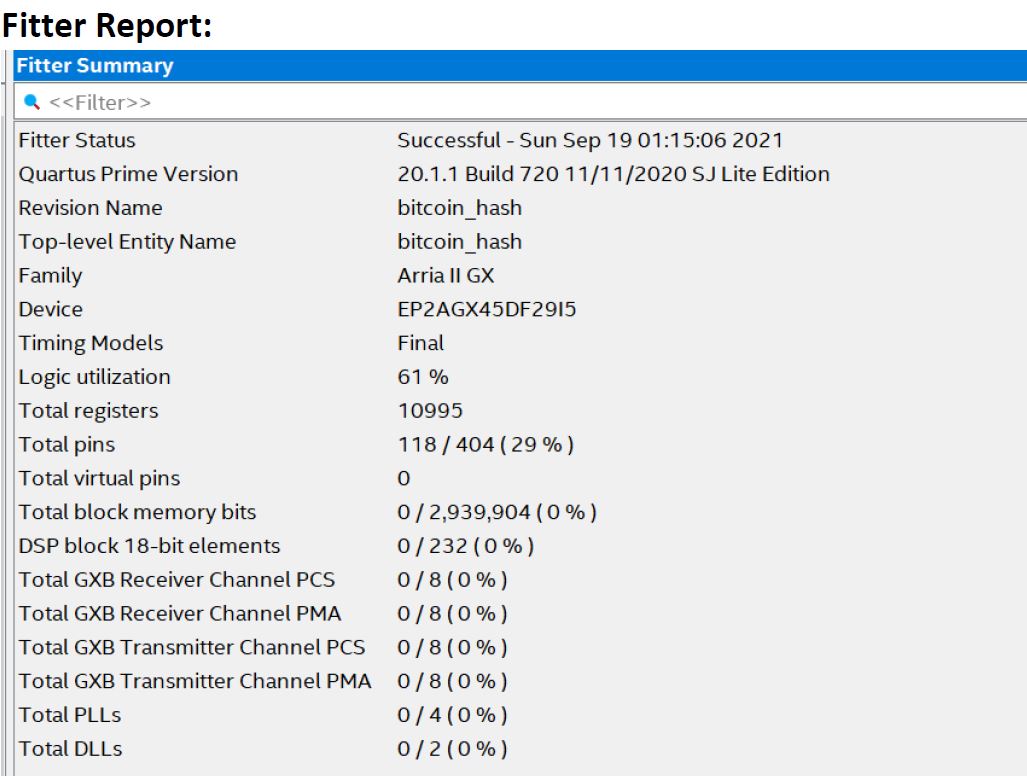 Fitter Report:
Fitter Summary
<<Filter>>
Fitter Status Successful - Sun Sep 19 01:15:06 2021
Quartus Prime Version 20.1.1 Build 720 11/11/2020 SJ Lite Edition
Revision Name bitcoin_hash
Top-level Entity Name bitcoin_hash
Family Arria II GX
Device EP2AGX45DF29I5
Timing Models Final
Logic utilization 61 %
Total registers 10995
Total pins 118 / 404 ( 29 % )
Total virtual pins 0
Total block memory bits 0 / 2,939,904 ( 0 % )
DSP block 18-bit elements 0 / 232 ( 0 % )
Total GXB Receiver Channel PCS 0 / 8 ( 0 % )
Total GXB Receiver Channel PMA 0 / 8 ( 0 % )
Total GXB Transmitter Channel PCS 0 / 8 ( 0 % )
Total GXB Transmitter Channel PMA 0 / 8 ( 0 % )
Total PLLs 0 / 4 ( 0 % )
Total DLLs 0 / 2 ( 0 % )